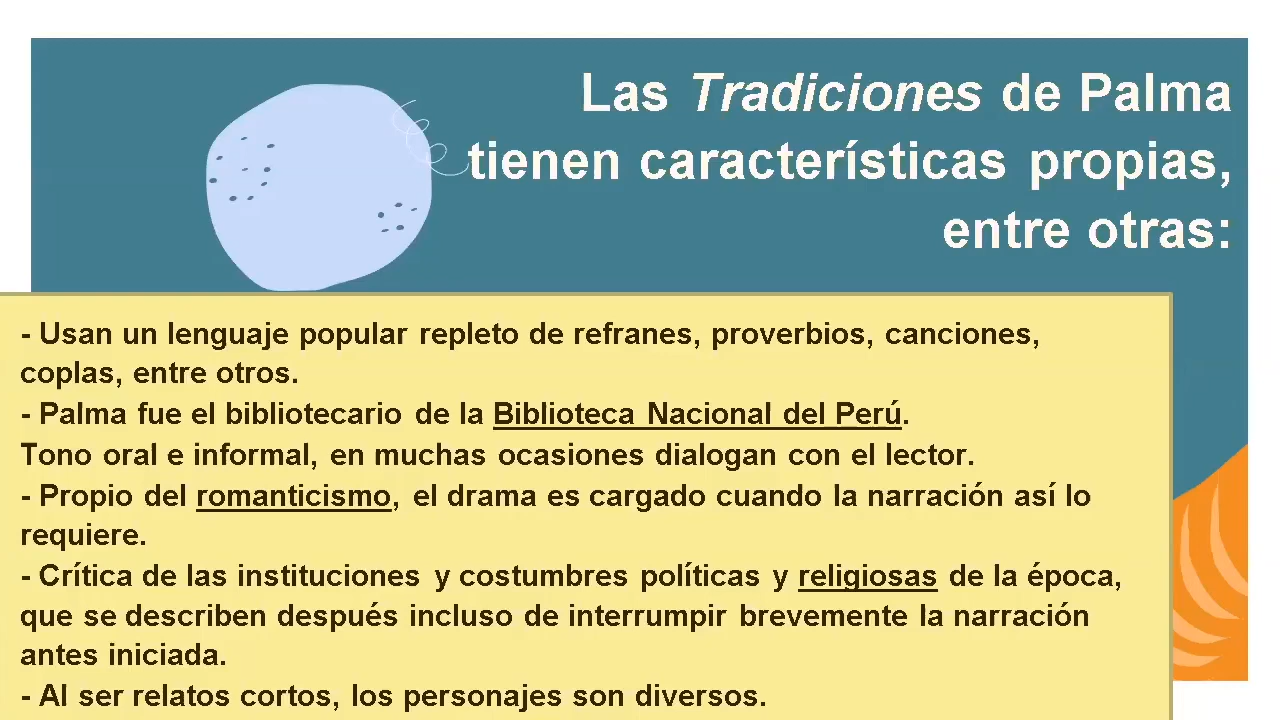 Las Tradiciones de Palma
tienen características propias,
entre otras:
- Usan un lenguaje popular repleto de refranes, proverbios, canciones,
coplas, entre otros.
- Palma fue el bibliotecario de la Biblioteca Nacional del Perú.
Tono oral e informal, en muchas ocasiones dialogan con el lector.
- Propio del romanticismo, el drama es cargado cuando la narración así lo
requiere.
- Crítica de las instituciones y costumbres políticas y religiosas de la época,
que se describen después incluso de interrumpir brevemente la narración
antes iniciada.
- Al ser relatos cortos, los personajes son diversos.